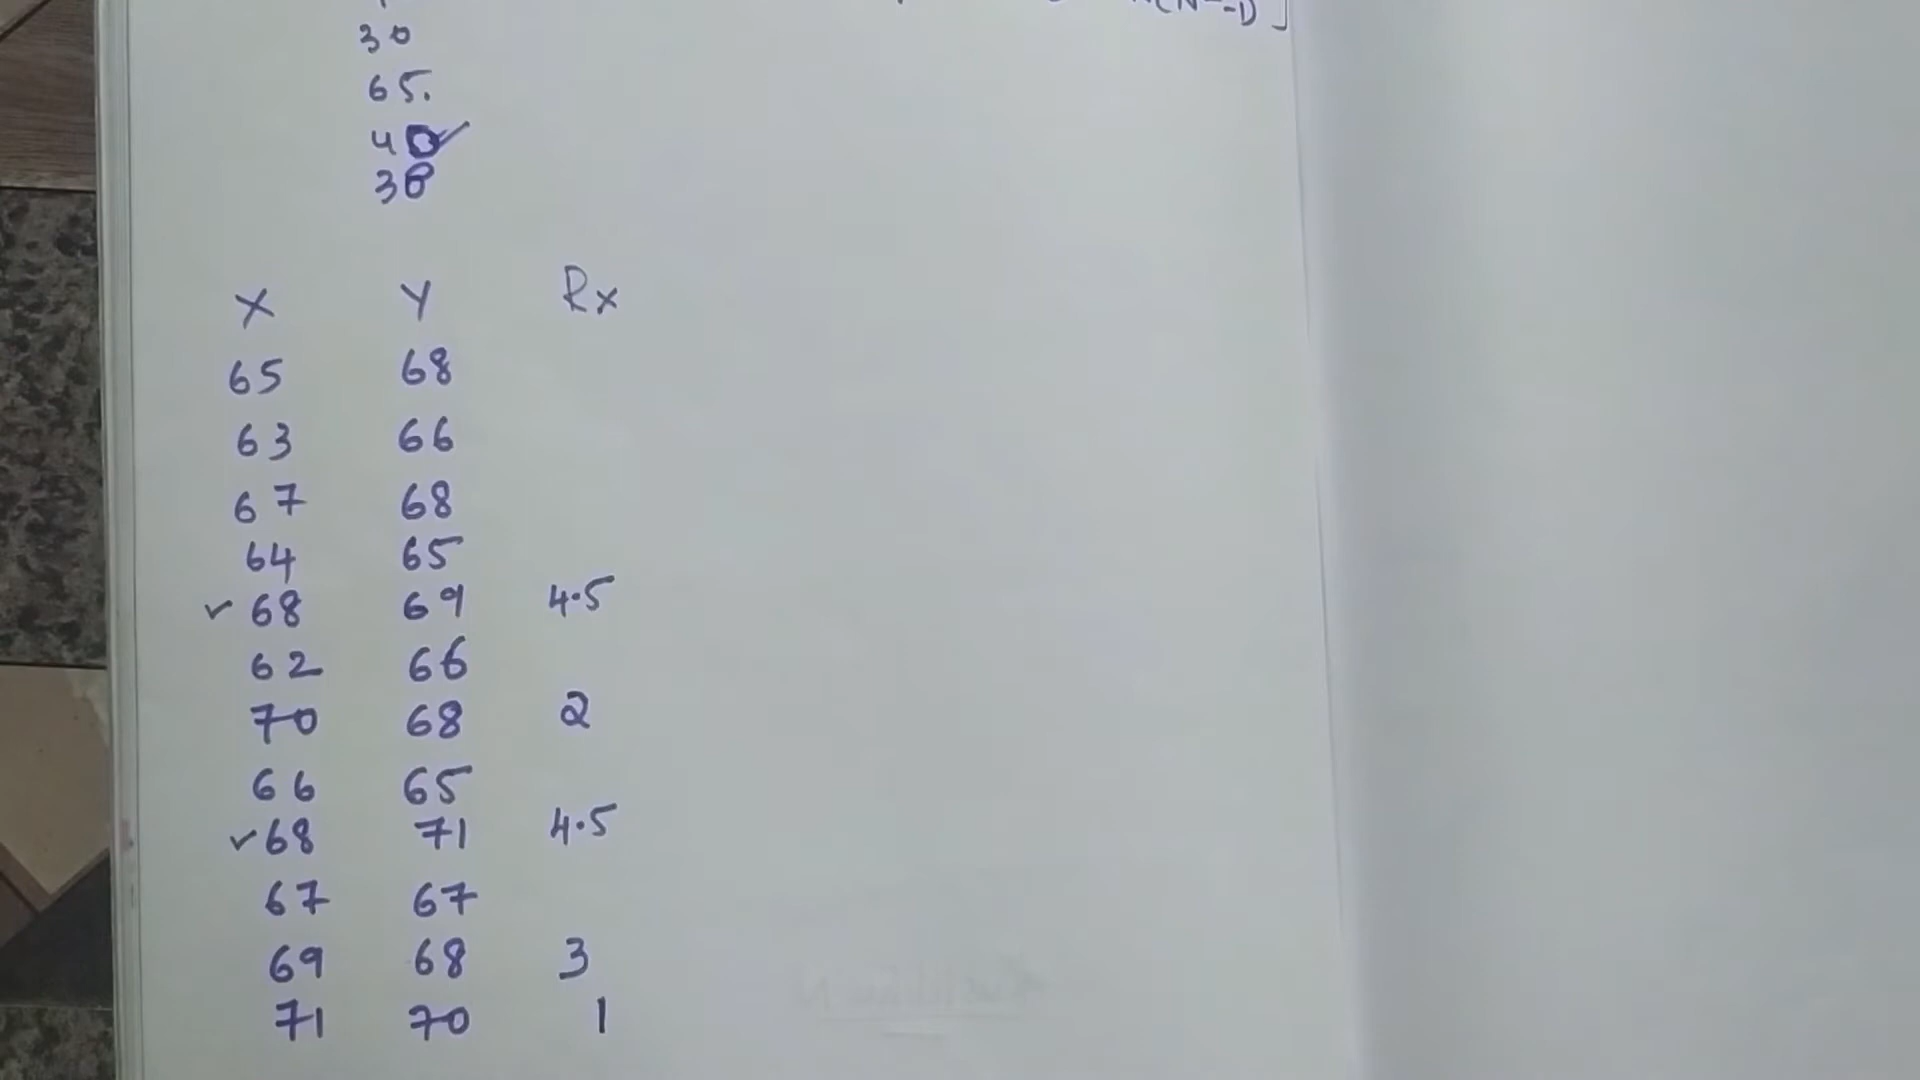 30
65.
40
30
X Y Rx
65 68
63 66
67 68
64 65
✓ 68 69 4.5
62 66
70 68 2
66 65
✓ 68 71 4.5
67 67
69 68 3
71 70 1